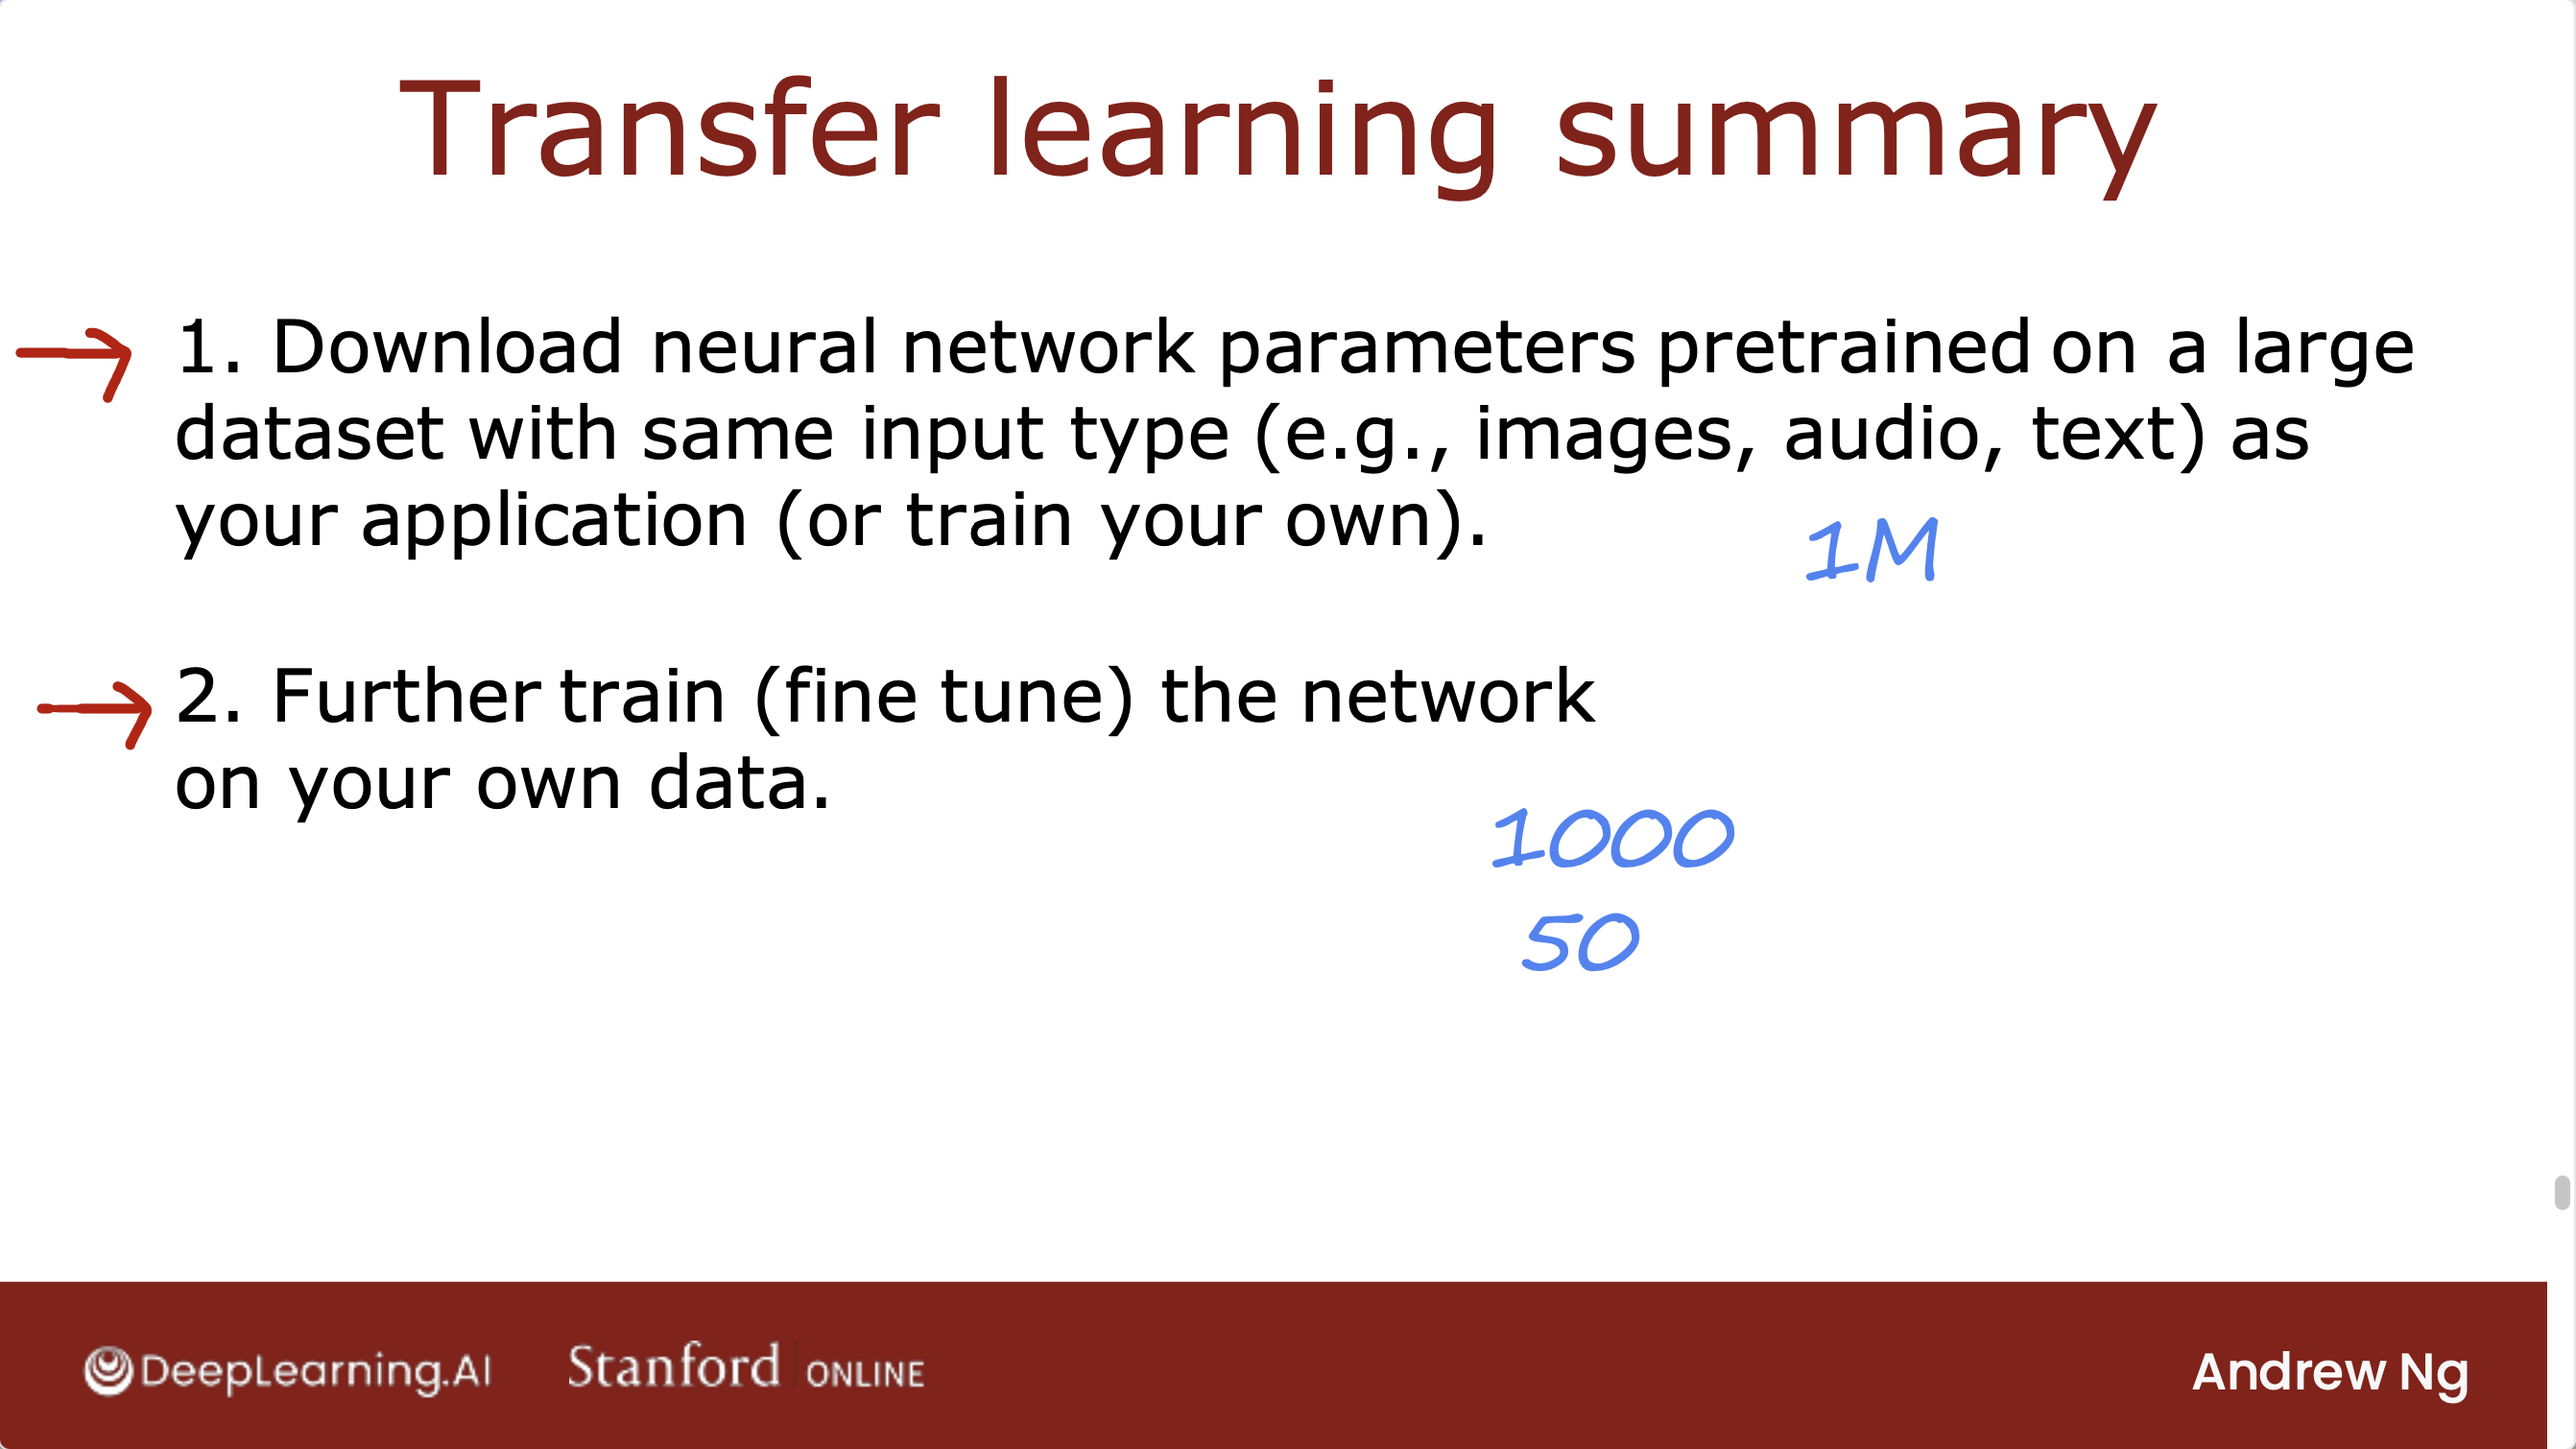 Transfer learning summary
1. Download neural network parameters pretrained on a large
dataset with same input type (e.g., images, audio, text) as
your application (or train your own).
1M
2. Further train (fine tune) the network
on your own data.
1000
50
DeepLearning.AI
Stanford ONLINE
Andrew Ng